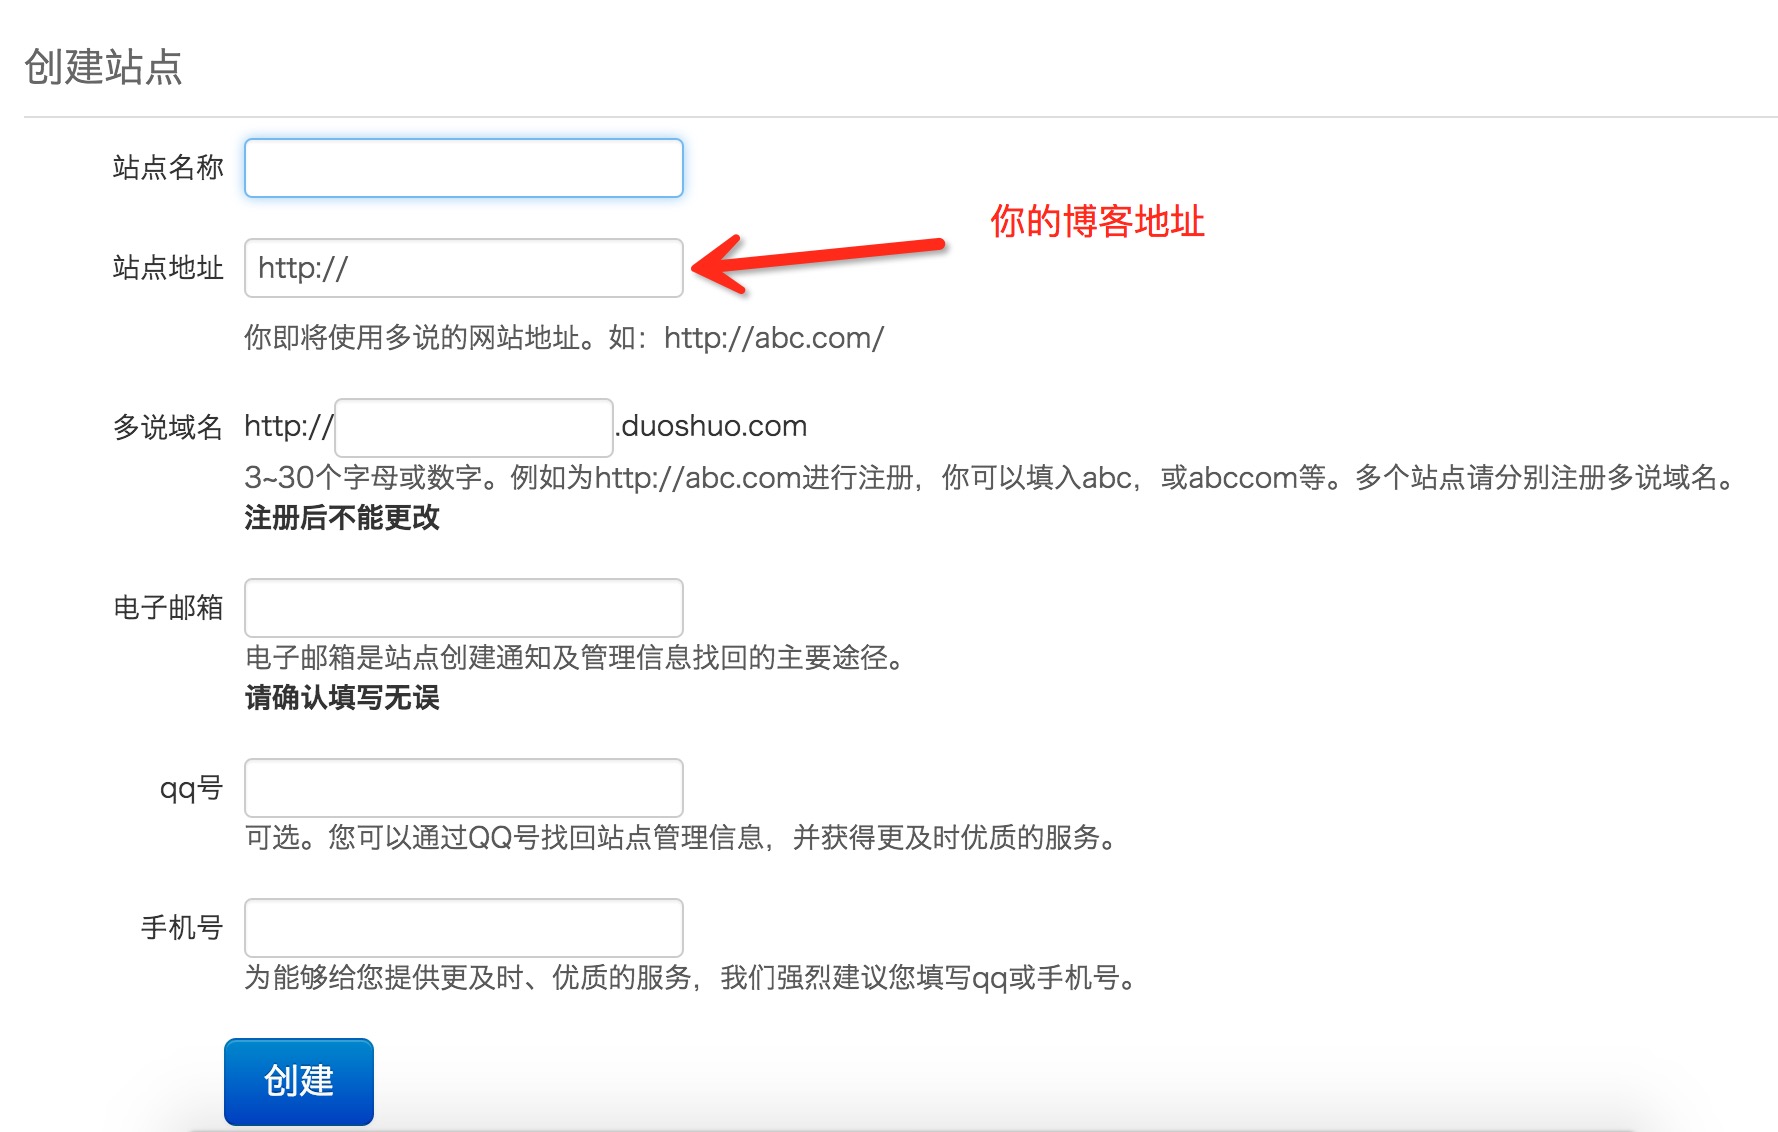 创建站点
站点名称
你的博客地址
站点地址 http://
你即将使用多说的网站地址。如：http://abc.com/
多说域名 http:// .duoshuo.com
3~30个字母或数字。例如为http://abc.com进行注册，你可以填入abc，或abccom等。多个站点请分别注册多说域名。
注册后不能更改
电子邮箱
电子邮箱是站点创建通知及管理信息找回的主要途径。
请确认填写无误
qq号
可选。您可以通过QQ号找回站点管理信息，并获得更及时优质的服务。
手机号
为能够给您提供更及时、优质的服务，我们强烈建议您填写qq或手机号。
创建